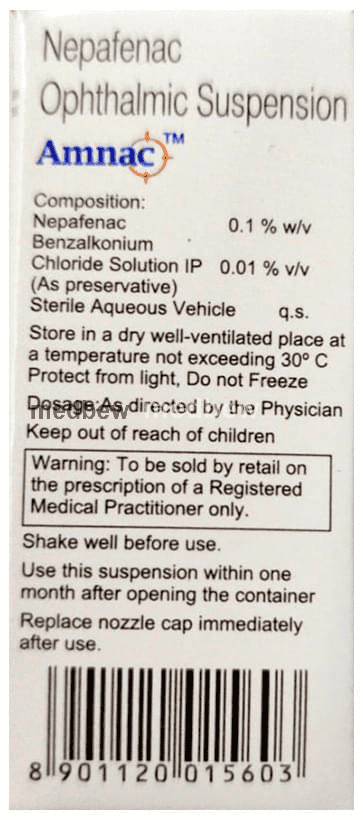 Nepafenac
Ophthalmic Suspension
Amnac™
Composition:
Nepafenac 0.1 % w/v
Benzalkonium
Chloride Solution IP 0.01 % v/v
(As preservative)
Sterile Aqueous Vehicle q.s.
Store in a dry well-ventilated place at
a temperature not exceeding 30° C
Protect from light, Do not Freeze
Dosage:As directed by the Physician
medbew
Keep out of reach of children
Warning: To be sold by retail on
the prescription of a Registered
Medical Practitioner only.
Shake well before use.
Use this suspension within one
month after opening the container
Replace nozzle cap immediately
after use.
8 901120 015603